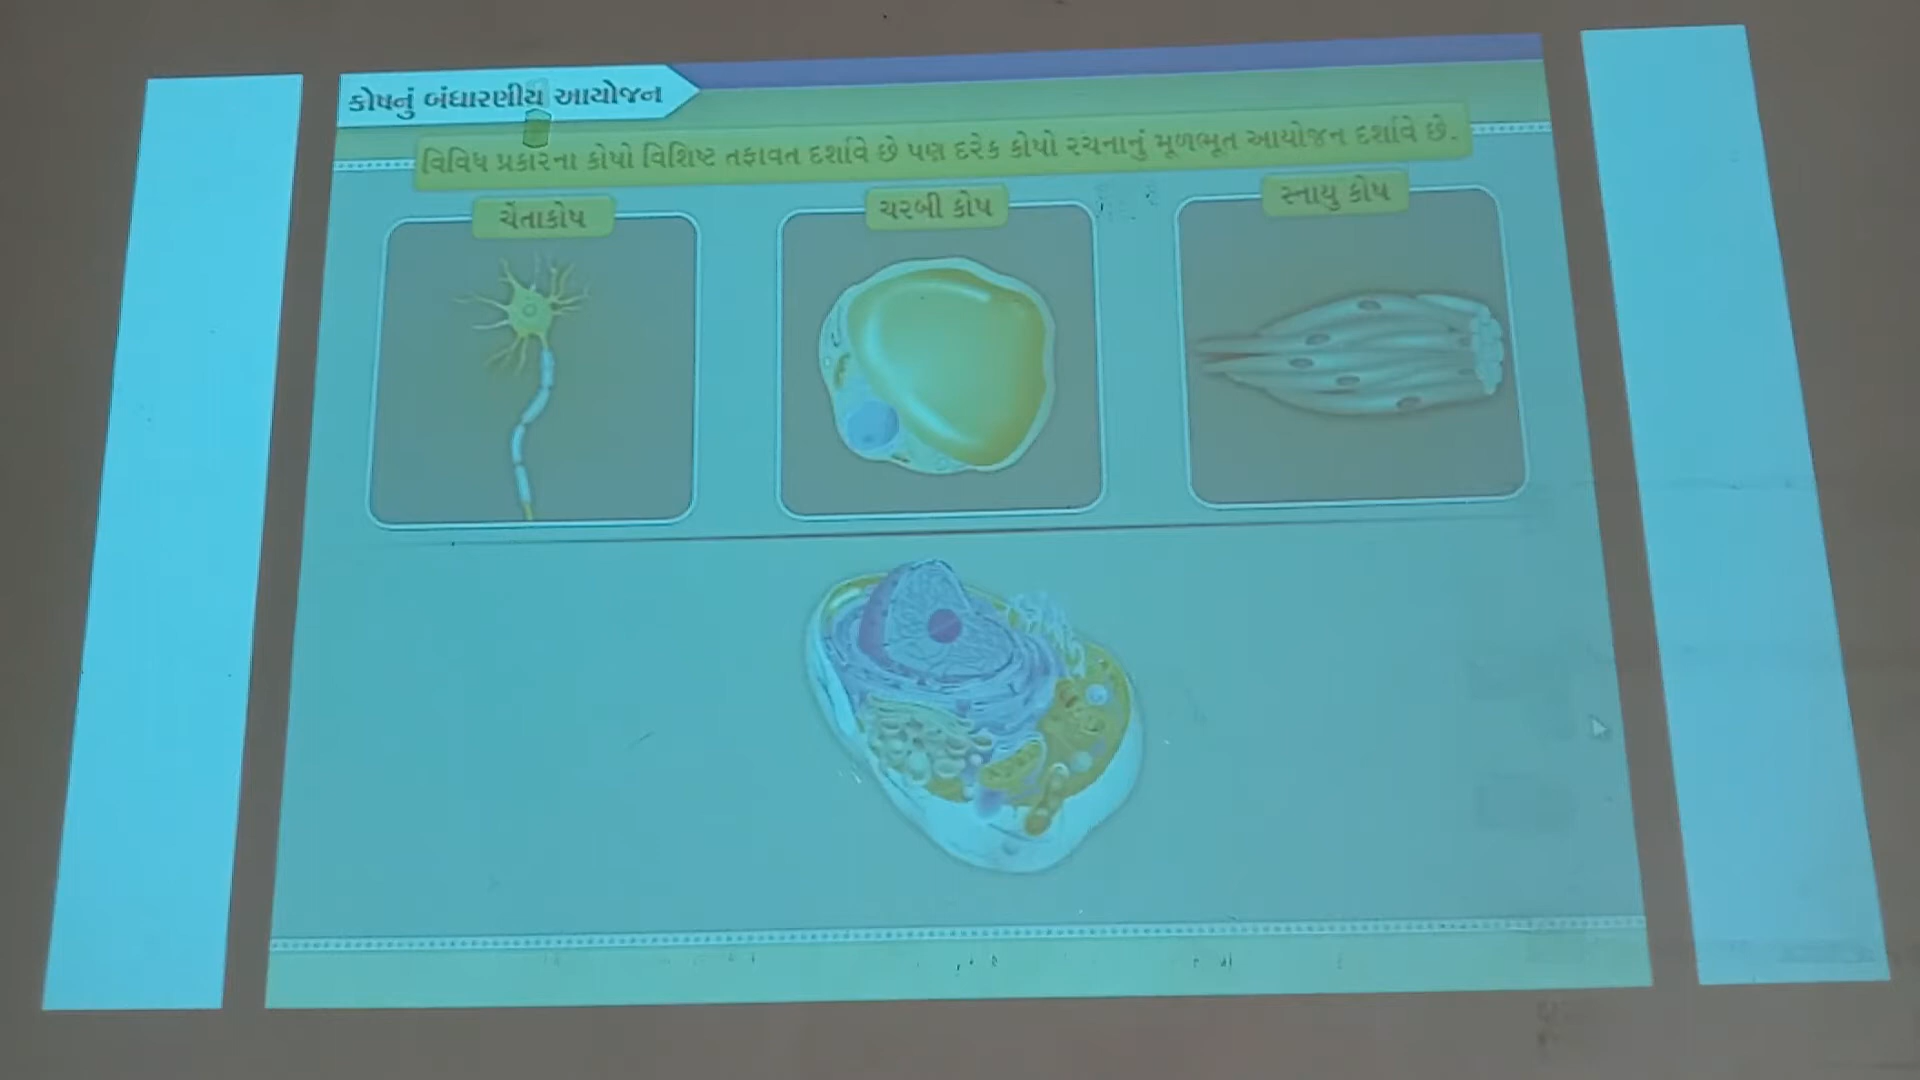 કોષનું બંધારણીય આયોજન
વિવિધ પ્રકારના કોષો વિશિષ્ટ તફાવત દર્શાવે છે પણ દરેક કોષો રચનાનું મૂળભૂત આયોજન દર્શાવે છે.
ચેતાકોષ
ચરબી કોષ
સ્નાયુ કોષ